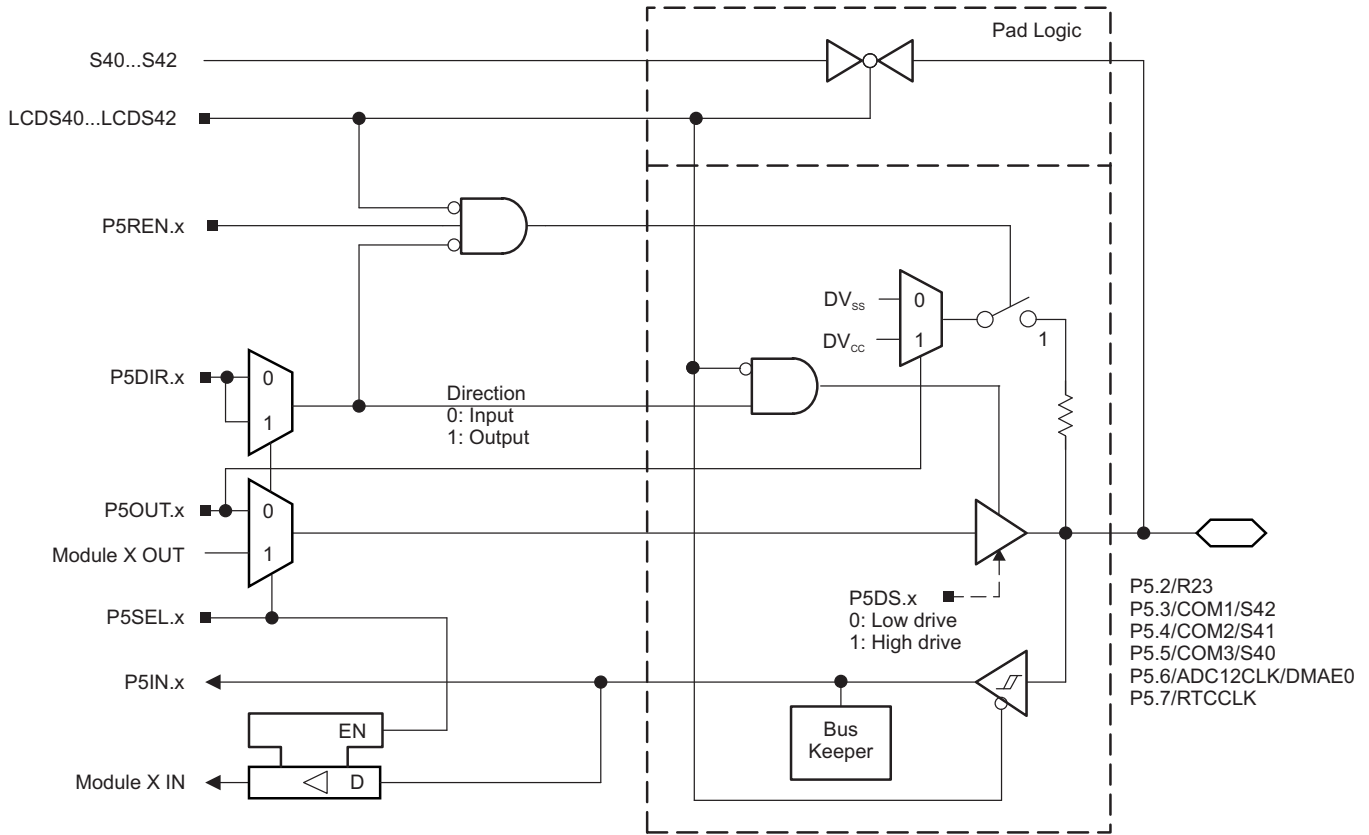 Pad Logic
S40...S42
LCDS40...LCDS42
P5REN.x
DVSS
0
DVCC
1
1
P5DIR.x
0
1
Direction
0: Input
1: Output
P5OUT.x
0
Module X OUT
1
P5DS.x
0: Low drive
1: High drive
P5SEL.x
P5IN.x
P5.2/R23
P5.3/COM1/S42
P5.4/COM2/S41
P5.5/COM3/S40
P5.6/ADC12CLK/DMAE0
P5.7/RTCCLK
Bus
Keeper
EN
Module X IN
D